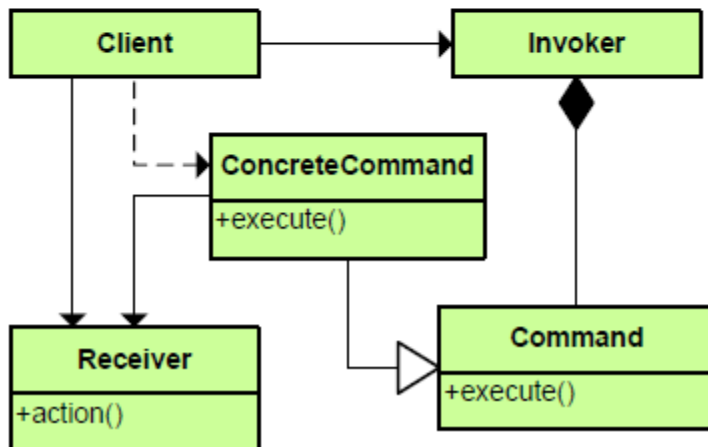 Client
Invoker
ConcreteCommand
+execute()
Receiver
+action()
Command
+execute()